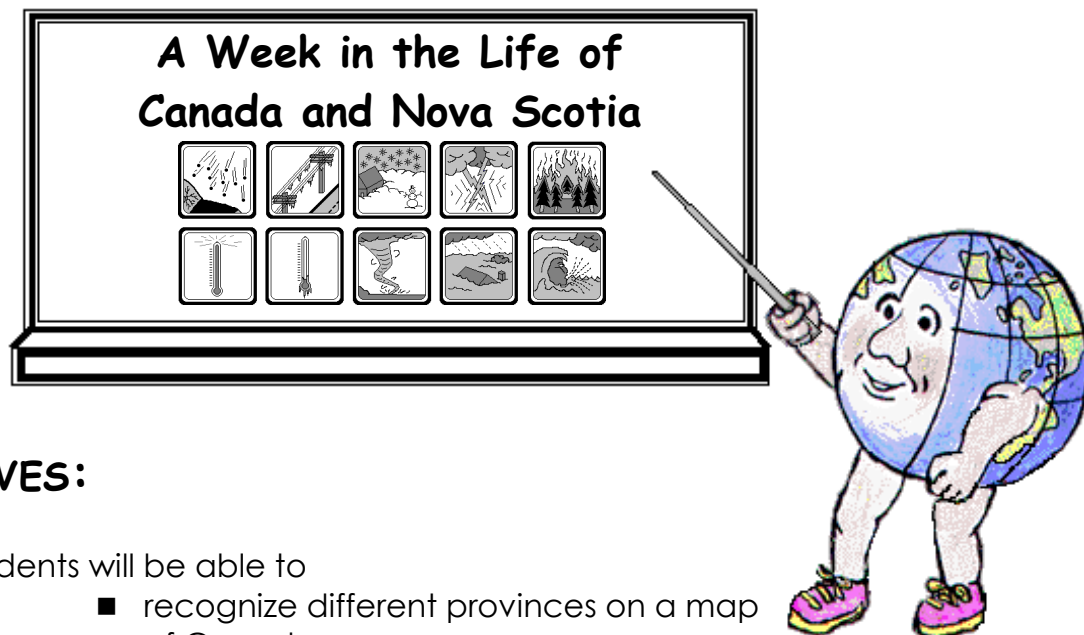 A Week in the Life of
Canada and Nova Scotia
VES:
dents will be able to
■ recognize different provinces on a map